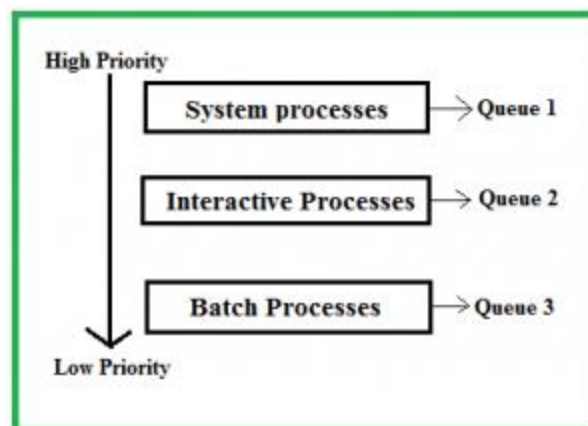 High Priority
System processes
Queue 1
Interactive Processes
Queue 2
Batch Processes
Queue 3
Low Priority